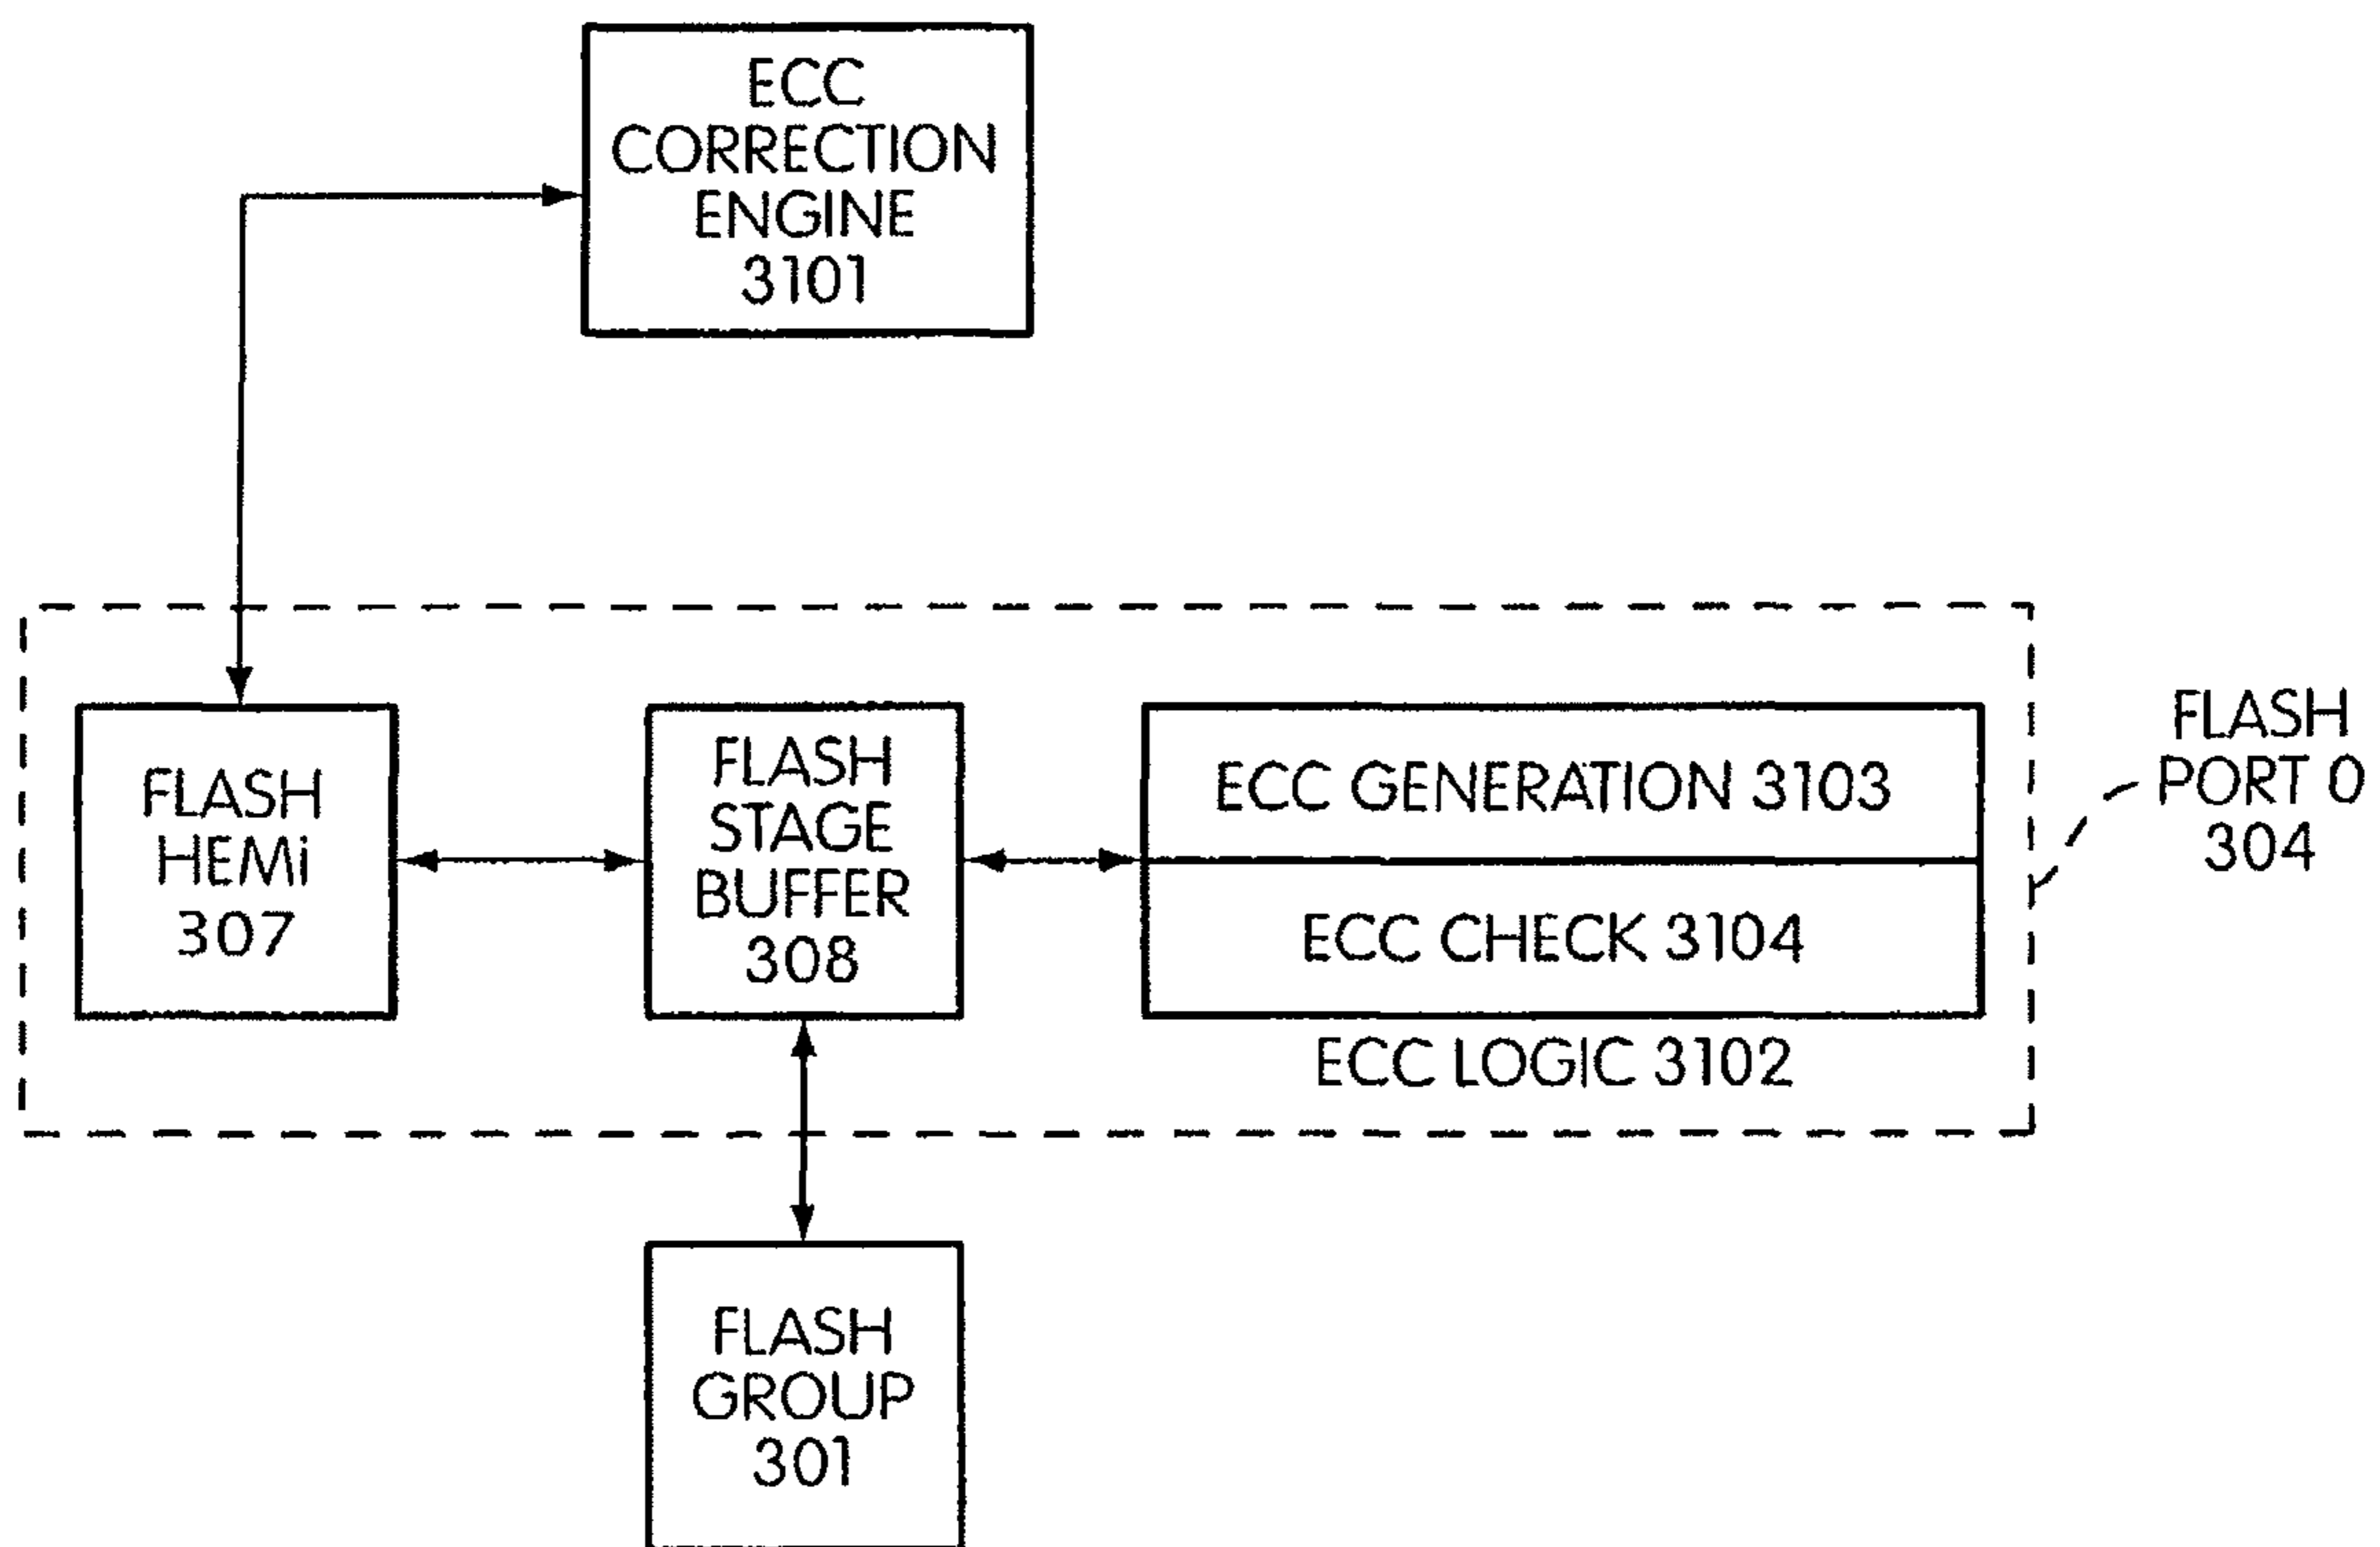 ECC
CORRECTION
ENGINE
3101
FLASH
HEMi
307
FLASH
STAGE
BUFFER
308
ECC GENERATION 3103
ECC CHECK 3104
ECC LOGIC 3102
FLASH
PORT 0
304
FLASH
GROUP
301